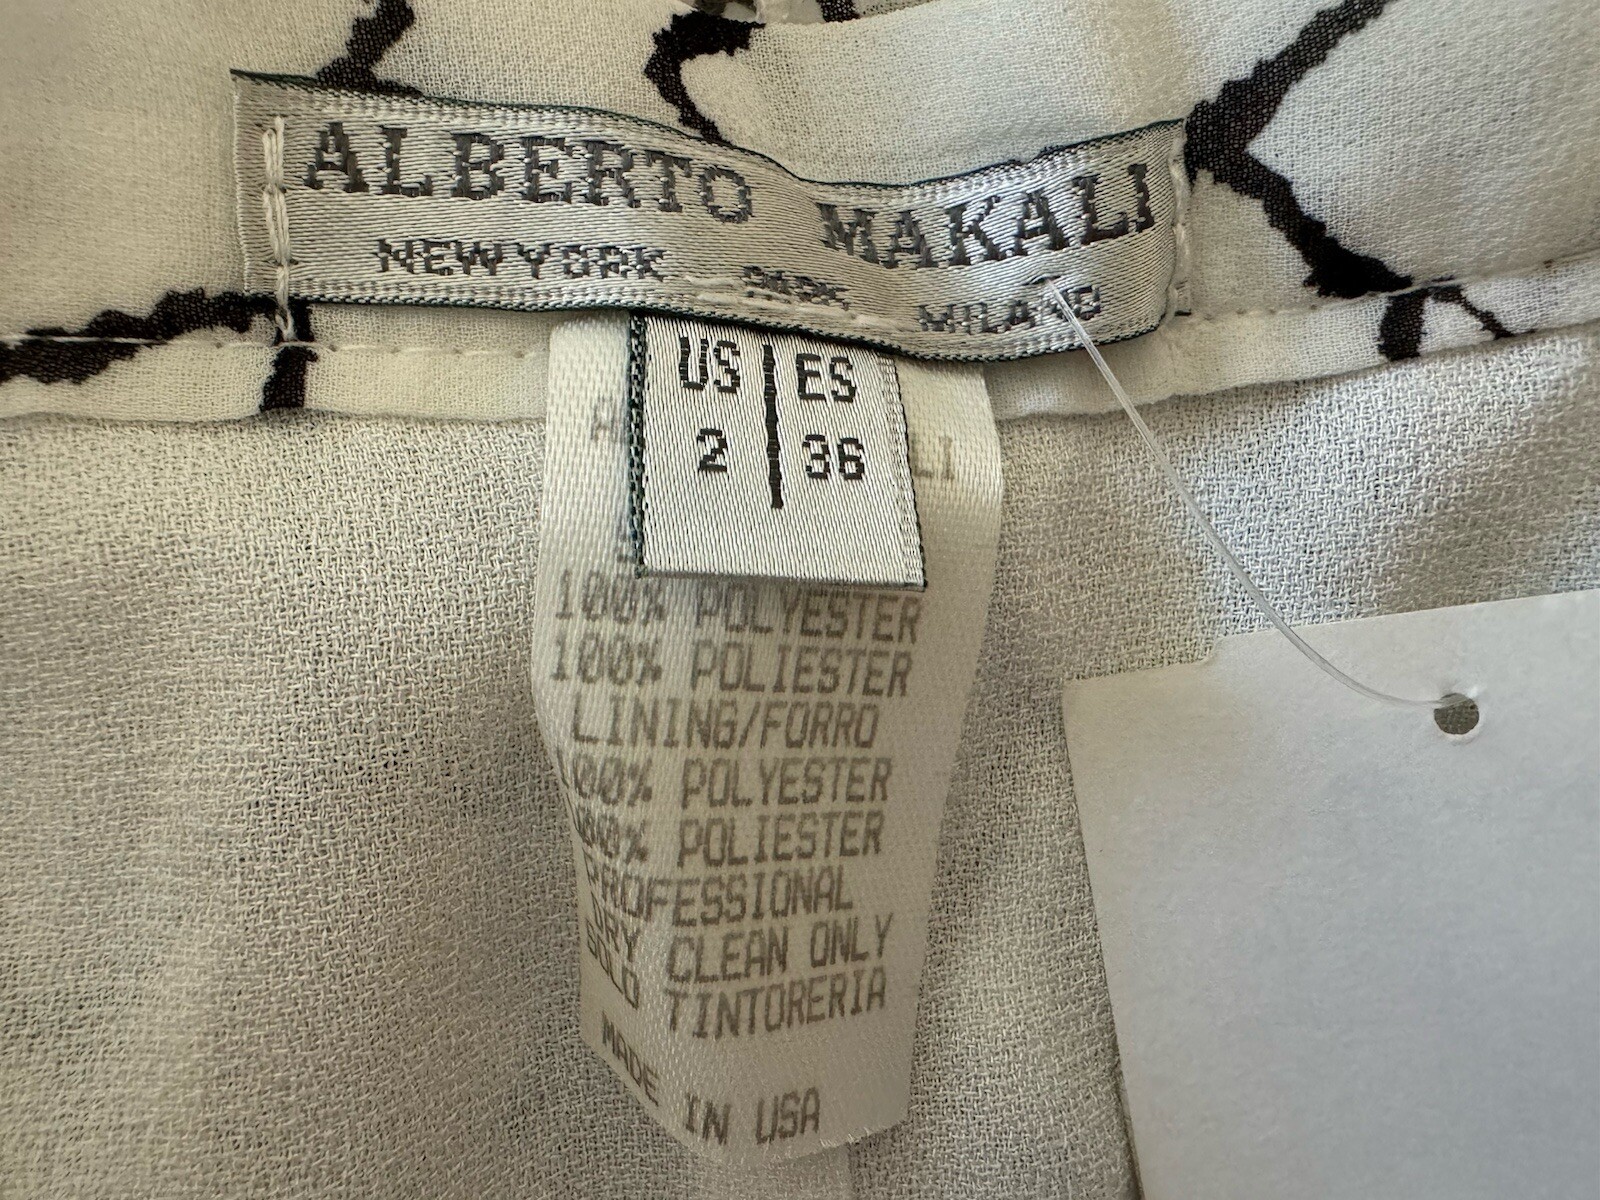 ALBERTO MAKALI
NEW YORK PARK MILANO
US | ES
2 | 36
100% POLYESTER
100% POLIESTER
LINING/FORRO
100% POLYESTER
100% POLIESTER
PROFESSIONAL
DRY CLEAN ONLY
SOLO TINTORERIA
MADE IN USA